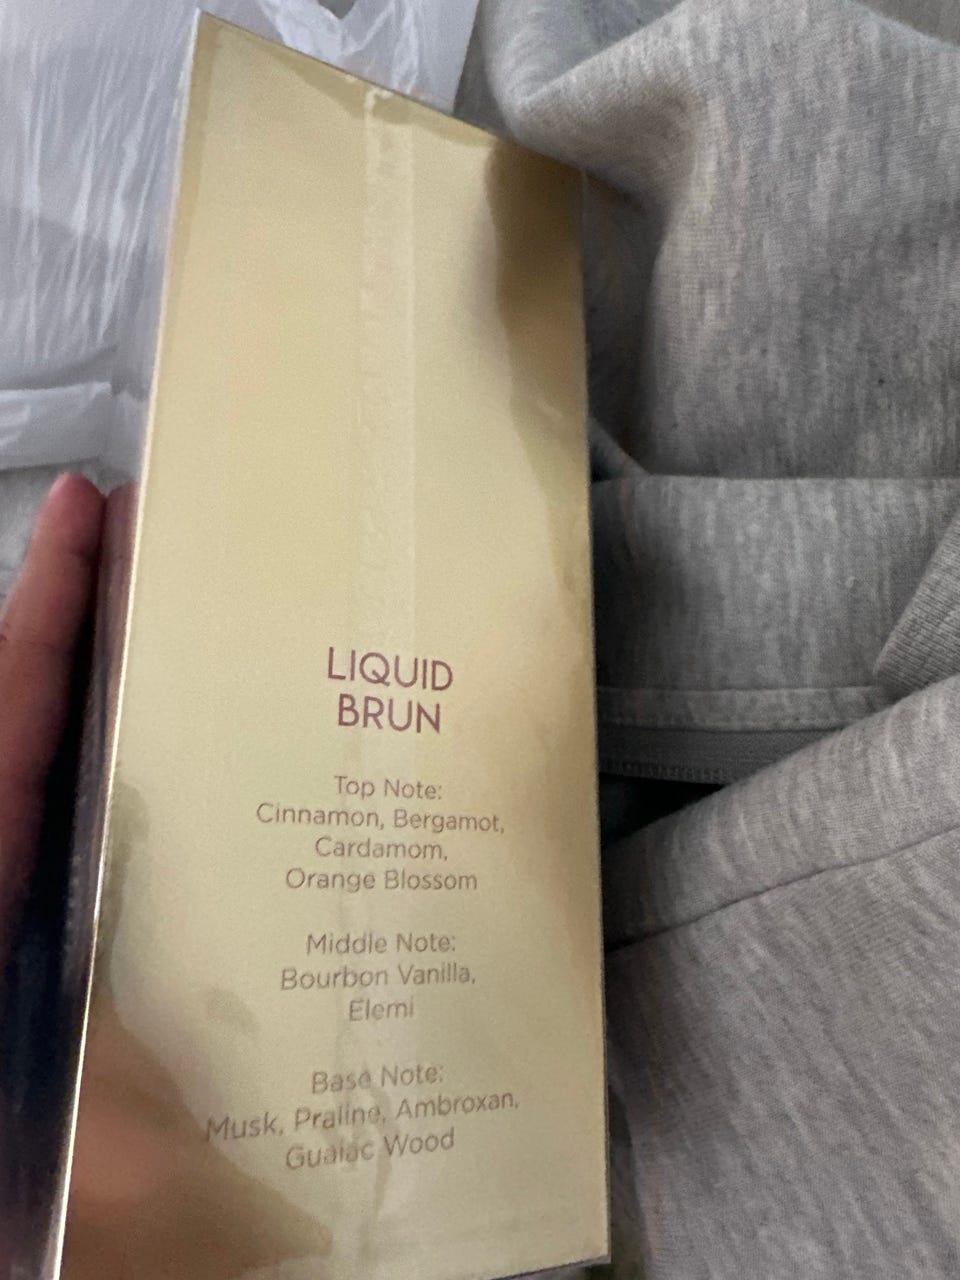 LIQUID
BRUN
Top Note:
Cinnamon, Bergamot,
Cardamom,
Orange Blossom
Middle Note:
Bourbon Vanilla,
Elemi
Base Note:
Musk, Praline, Ambroxan,
Guaiac Wood